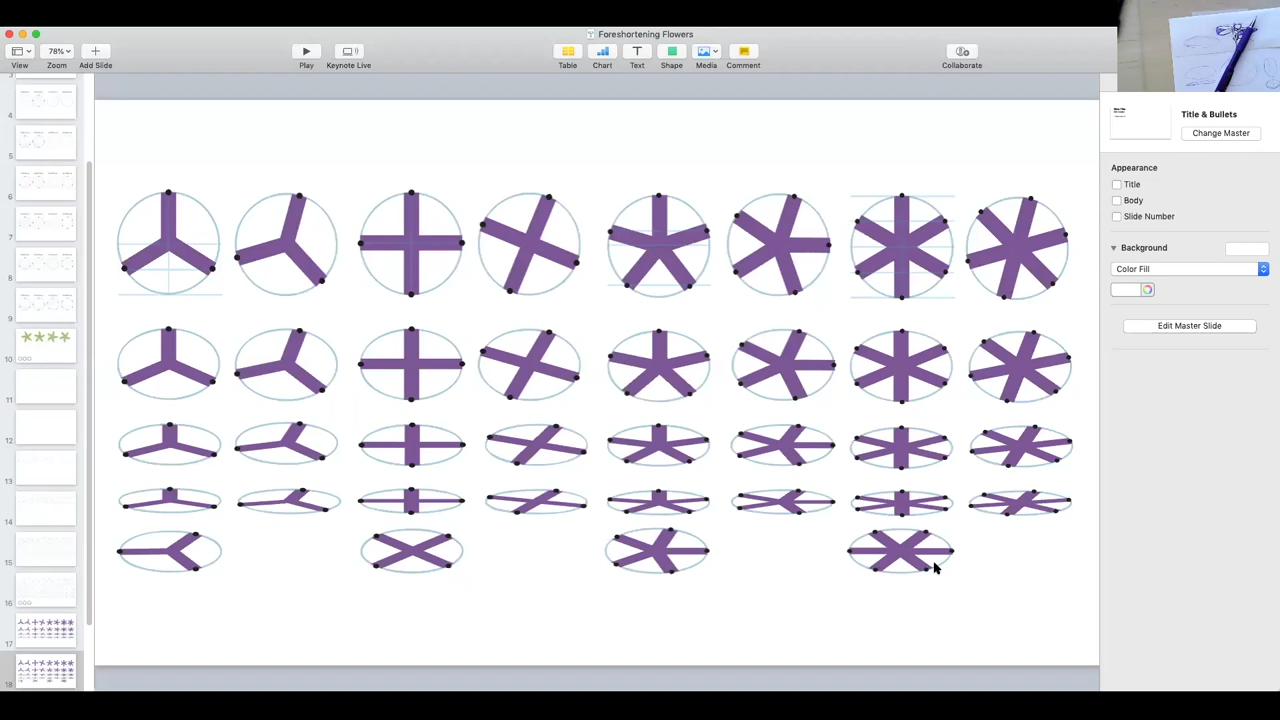 Foreshortening Flowers
View
78%
Zoom
Add Slide
Play
Keynote Live
Table
Chart
Text
Shape
Media
Comment
Collaborate
Title & Bullets
Change Master
Appearance
Title
Body
Slide Number
Background
Color Fill
Edit Master Slide
4
5
6
7
8
9
10
11
12
13
14
15
16
17
18